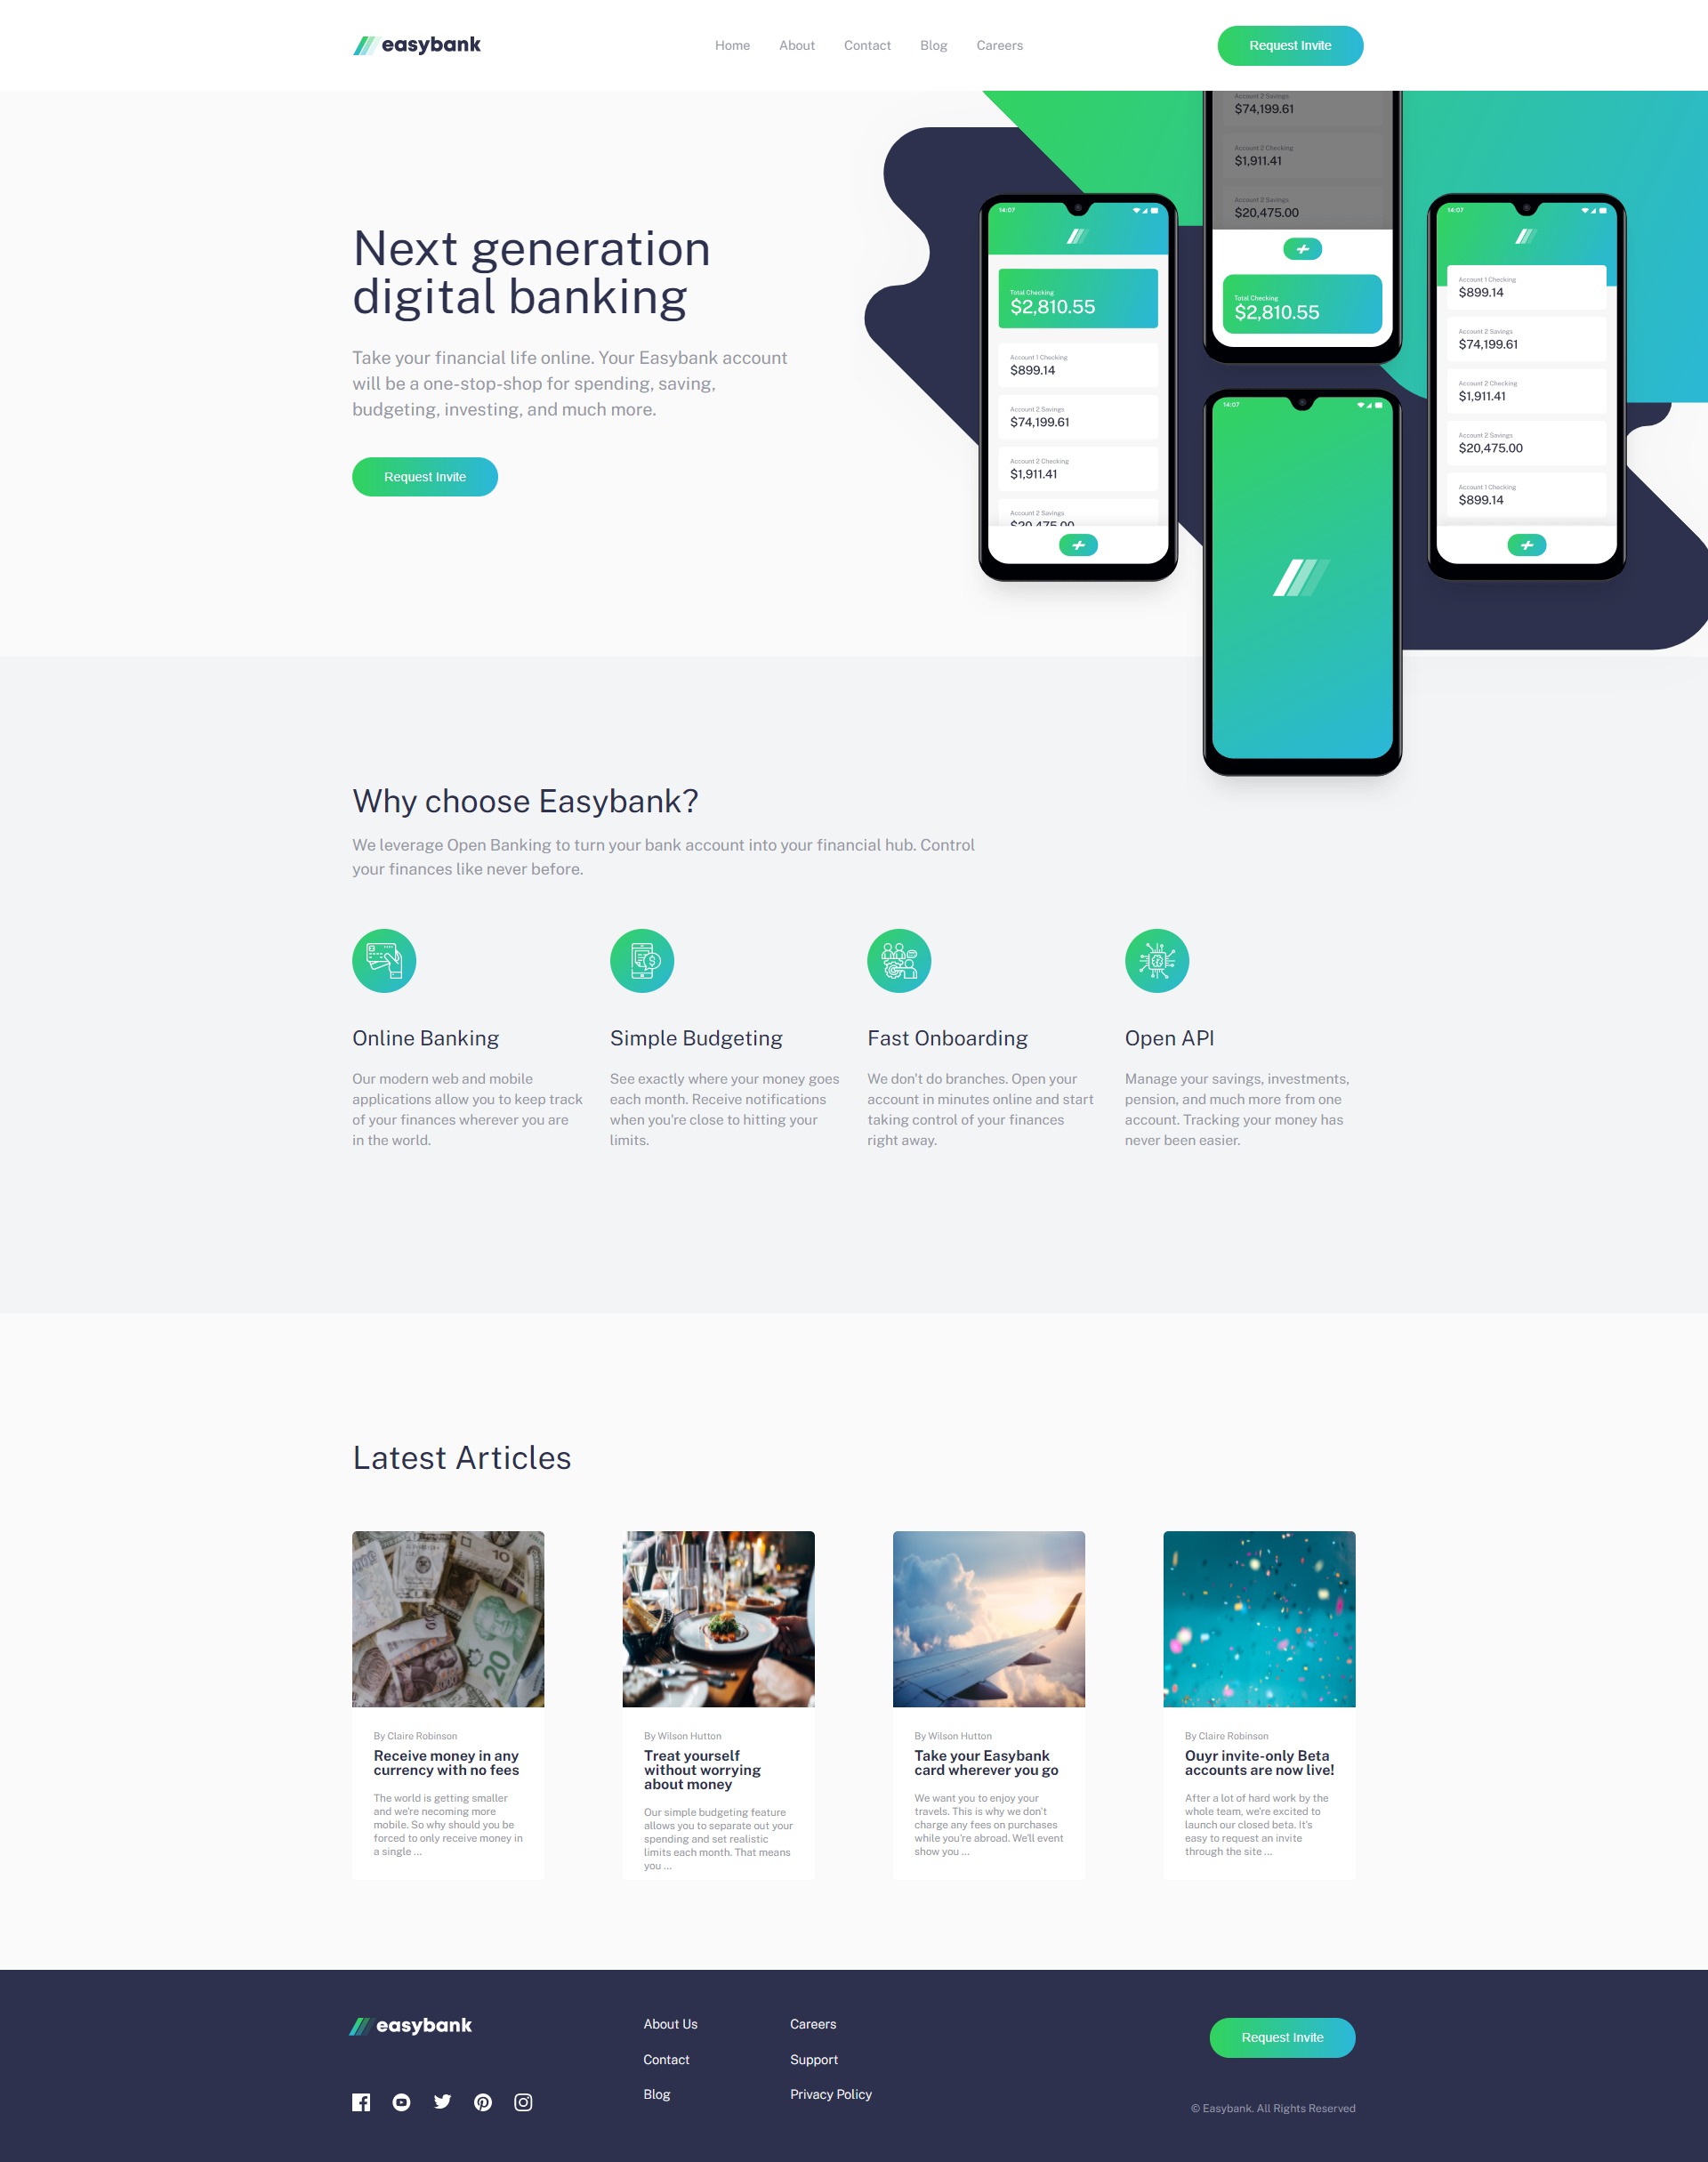 easybank
Home About Contact Blog Careers
Request Invite
Next generation
digital banking
Take your financial life online. Your Easybank account
will be a one-stop-shop for spending, saving,
budgeting, investing, and much more.
Request Invite
14:07
Total Checking
$2,810.55
Account 1 Checking
$899.14
Account 2 Savings
$74,199.61
Account 2 Checking
$1,911.41
Account 2 Savings
$20,475.00
Account 2 Savings
$74,199.61
Account 2 Checking
$1,911.41
Account 2 Savings
$20,475.00
Total Checking
$2,810.55
14:07
14:07
Account 1 Checking
$899.14
Account 2 Savings
$74,199.61
Account 2 Checking
$1,911.41
Account 2 Savings
$20,475.00
Account 1 Checking
$899.14
Why choose Easybank?
We leverage Open Banking to turn your bank account into your financial hub. Control
your finances like never before.
Online Banking
Our modern web and mobile
applications allow you to keep track
of your finances wherever you are
in the world.
Simple Budgeting
See exactly where your money goes
each month. Receive notifications
when you're close to hitting your
limits.
Fast Onboarding
We don't do branches. Open your
account in minutes online and start
taking control of your finances
right away.
Open API
Manage your savings, investments,
pension, and much more from one
account. Tracking your money has
never been easier.
Latest Articles
10
20
By Claire Robinson
Receive money in any
currency with no fees
The world is getting smaller
and we're necoming more
mobile. So why should you be
forced to only receive money in
a single ...
By Wilson Hutton
Treat yourself
without worrying
about money
Our simple budgeting feature
allows you to separate out your
spending and set realistic
limits each month. That means
you ...
By Wilson Hutton
Take your Easybank
card wherever you go
We want you to enjoy your
travels. This is why we don't
charge any fees on purchases
while you're abroad. We'll event
show you ...
By Claire Robinson
Ouyr invite-only Beta
accounts are now live!
After a lot of hard work by the
whole team, we're excited to
launch our closed beta. It's
easy to request an invite
through the site ...
easybank
About Us
Contact
Blog
Careers
Support
Privacy Policy
Request Invite
© Easybank. All Rights Reserved